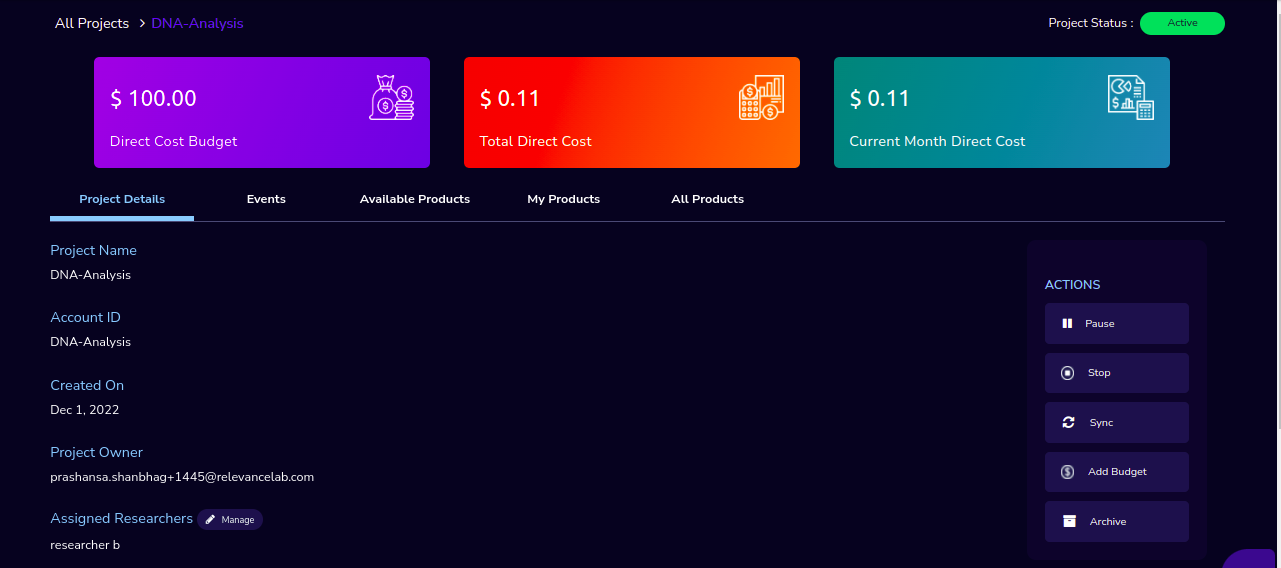 All Projects > DNA-Analysis
Project Status : Active
$ 100.00
Direct Cost Budget
$ 0.11
Total Direct Cost
$ 0.11
Current Month Direct Cost
Project Details Events Available Products My Products All Products
Project Name
DNA-Analysis
Account ID
DNA-Analysis
Created On
Dec 1, 2022
Project Owner
prashansa.shanbhag+1445@relevancelab.com
Assigned Researchers Manage
researcher b
ACTIONS
Pause
Stop
Sync
Add Budget
Archive